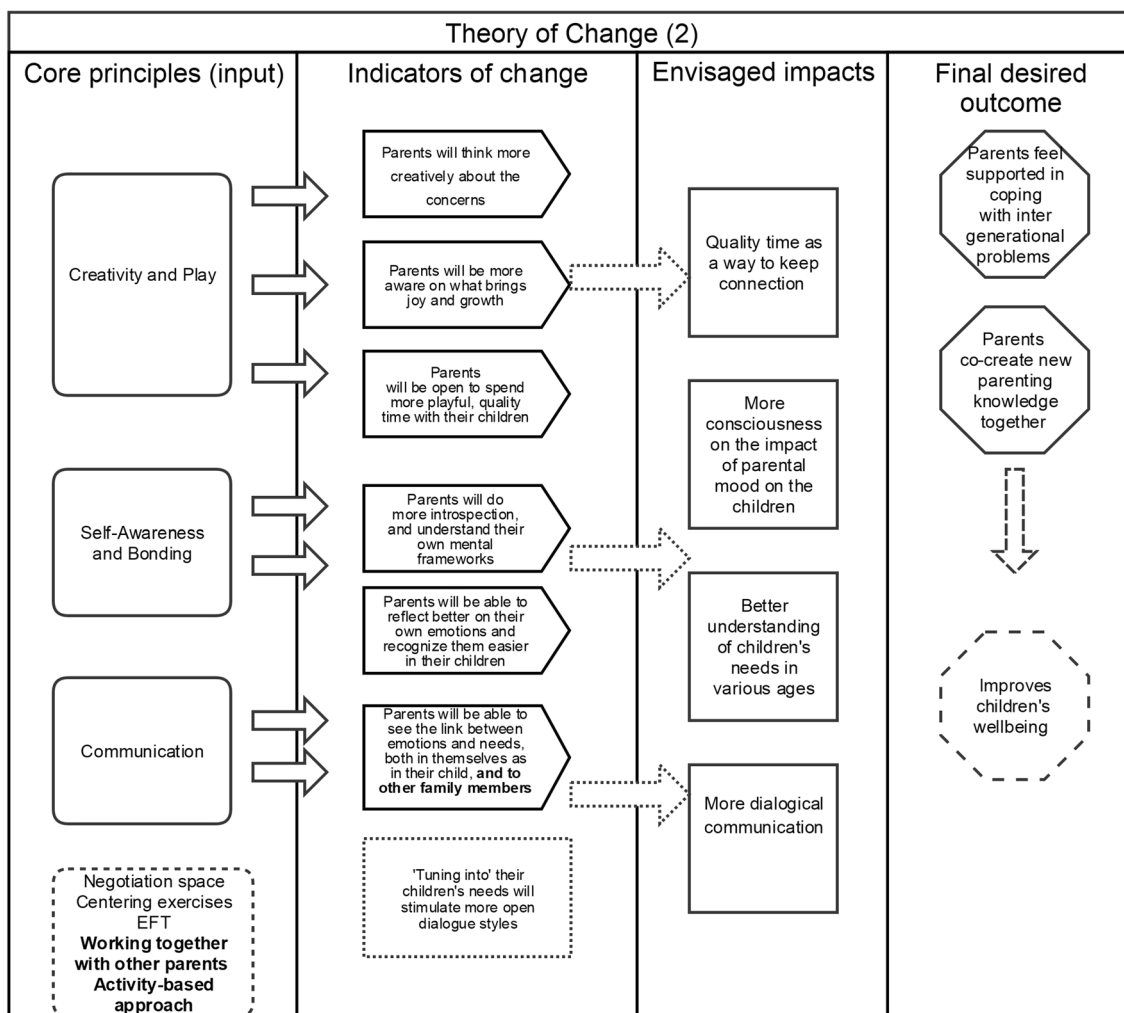 Theory of Change (2)
Core principles (input)
Creativity and Play
Self-Awareness
and Bonding
Communication
Negotiation space
Centering exercises
EFT
Working together
with other parents
Activity-based
approach
Indicators of change
Parents will think more
creatively about the
concerns
Parents will be more
aware on what brings
joy and growth
Parents
will be open to spend
more playful, quality
time with their children
Parents will do
more introspection,
and understand their
own mental
frameworks
Parents will be able to
reflect better on their
own emotions and
recognize them easier
in their children
Parents will be able to
see the link between
emotions and needs,
both in themselves as
in their child, and to
other family members
'Tuning into' their
children's needs will
stimulate more open
dialogue styles
Envisaged impacts
Quality time as
a way to keep
connection
More
consciousness
on the impact
of parental
mood on the
children
Better
understanding
of children's
needs in
various ages
More dialogical
communication
Final desired
outcome
Parents feel
supported in
coping
with inter
generational
problems
Parents
co-create new
parenting
knowledge
together
Improves
children's
wellbeing